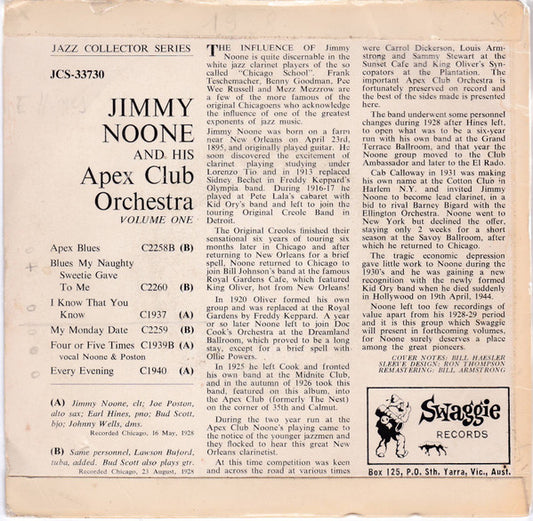 JAZZ COLLECTOR SERIES
JCS-33730
JIMMY
NOONE
AND HIS
Apex Club
Orchestra
VOLUME ONE
Apex Blues C2258B (B)
Blues My Naughty
Sweetie Gave
To Me C2260 (B)
I Know That You
Know C1937 (A)
My Monday Date C2259 (B)
Four or Five Times C1939B (A)
vocal Noone & Poston
Every Evening C1940 (A)
(A) Jimmy Noone, clt; Joe Poston,
alto sax; Earl Hines, pno; Bud Scott,
bjo; Johnny Wells, dms.
Recorded Chicago, 16 May, 1928
(B) Same personnel, Lawson Buford,
tuba, added. Bud Scott also plays gtr.
Recorded Chicago, 23 August, 1928
THE INFLUENCE OF Jimmy
Noone is quite discernable in the
white jazz clarinet players of the so
called "Chicago School". Frank
Teschemacher, Benny Goodman, Pee
Wee Russell and Mezz Mezzrow are
a few of the more famous of the
original Chicagoens who acknowledge
the influence of one of the greatest
exponents of jazz music.
Jimmy Noone was born on a farm
near New Orleans on April 23rd,
1895, and originally played guitar. He
soon discovered the excitement of
clarinet playing studying under
Lorenzo Tio and in 1913 replaced
Sidney Bechet in Freddy Keppard's
Olympia band. During 1916-17 he
played at Pete Lala's cabaret with
Kid Ory's band and left to join the
touring Original Creole Band in
Detroit.
The Original Creoles finished their
sensational six years of touring six
months later in Chicago and after
returning to New Orleans for a brief
spell, Noone returned to Chicago to
join Bill Johnson's band at the famous
Royal Gardens Cafe, which featured
King Oliver, hot from New Orleans!
In 1920 Oliver formed his own
group and was replaced at the Royal
Gardens by Freddy Keppard. A year
or so later Noone left to join Doc
Cook's Orchestra at the Dreamland
Ballroom, which proved to be a long
stay, except for a brief spell with
Ollie Powers.
In 1925 he left Cook and fronted
his own band at the Midnite Club,
and in the autumn of 1926 took this
band, featured on this album, into
the Apex Club (formerly The Nest)
on the corner of 35th and Calmut.
During the two year run at the
Apex Club Noone's playing came to
the notice of the younger jazzmen and
they flocked to hear this great New
Orleans clarinetist.
At this time competition was keen
and across the road at various times
were Carrol Dickerson, Louis Arm-
strong and Sammy Stewart at the
Sunset Cafe and King Oliver's Syn-
copators at the Plantation. The
important Apex Club Orchestra is
fortunately preserved on record and
the best of the sides made is presented
here.
The band underwent some personnel
changes during 1928 after Hines left,
to open what was to be a six-year
run with his own band at the Grand
Terrace Ballroom, and that year the
Noone group moved to the Club
Ambassador and later to the El Rado.
Cab Calloway in 1931 was making
his own name at the Cotton Club in
Harlem N.Y. and invited Jimmy
Noone to become lead clarinet, in a
bid to rival Barney Bigard with the
Ellington Orchestra. Noone went to
New York but declined the offer,
staying only 2 weeks for a short
season at the Savoy Ballroom, after
which he returned to Chicago.
The tragic economic depression
gave little work to Noone during the
1930's and he was gaining a new
recognition with the newly formed
Kid Ory band when he died suddenly
in Hollywood on 19th April, 1944.
Noone left too few recordings of
value apart from his 1928-29 period
and it is this group which Swaggie
will present in forthcoming volumes,
for Noone surely deserves a place
among the great pioneers.
COVER NOTES: BILL HAESLER
SLEEVE DESIGN: RON THOMPSON
REMASTERING: BILL ARMSTRONG
Swaggie
RECORDS
Box 125, P.O. Sth. Yarra, Vic., Aust.